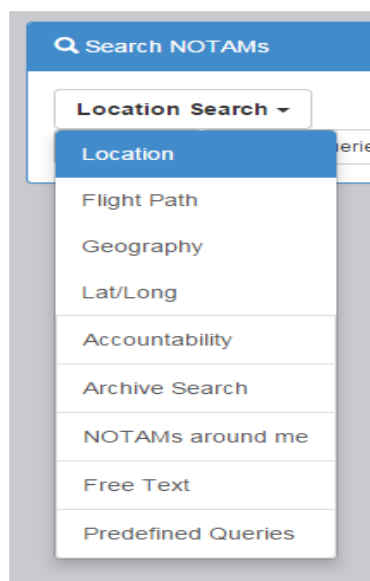 Search NOTAMs
Location Search
Location
Flight Path
Geography
Lat/Long
Accountability
Archive Search
NOTAMs around me
Free Text
Predefined Queries